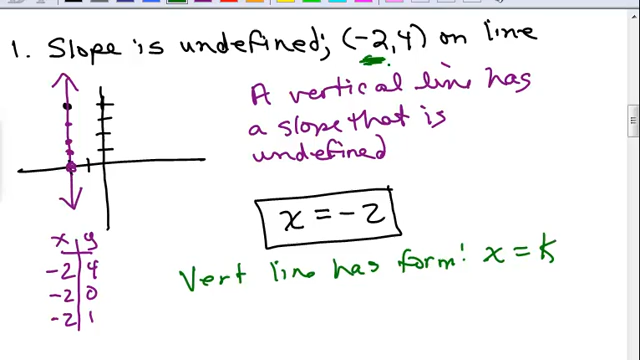 1. Slope is undefined; (-2,4) on line
A vertical line has
a slope that is
undefined
x = -2
x y
-2 4
-2 0
-2 1
Vert line has form: x = k